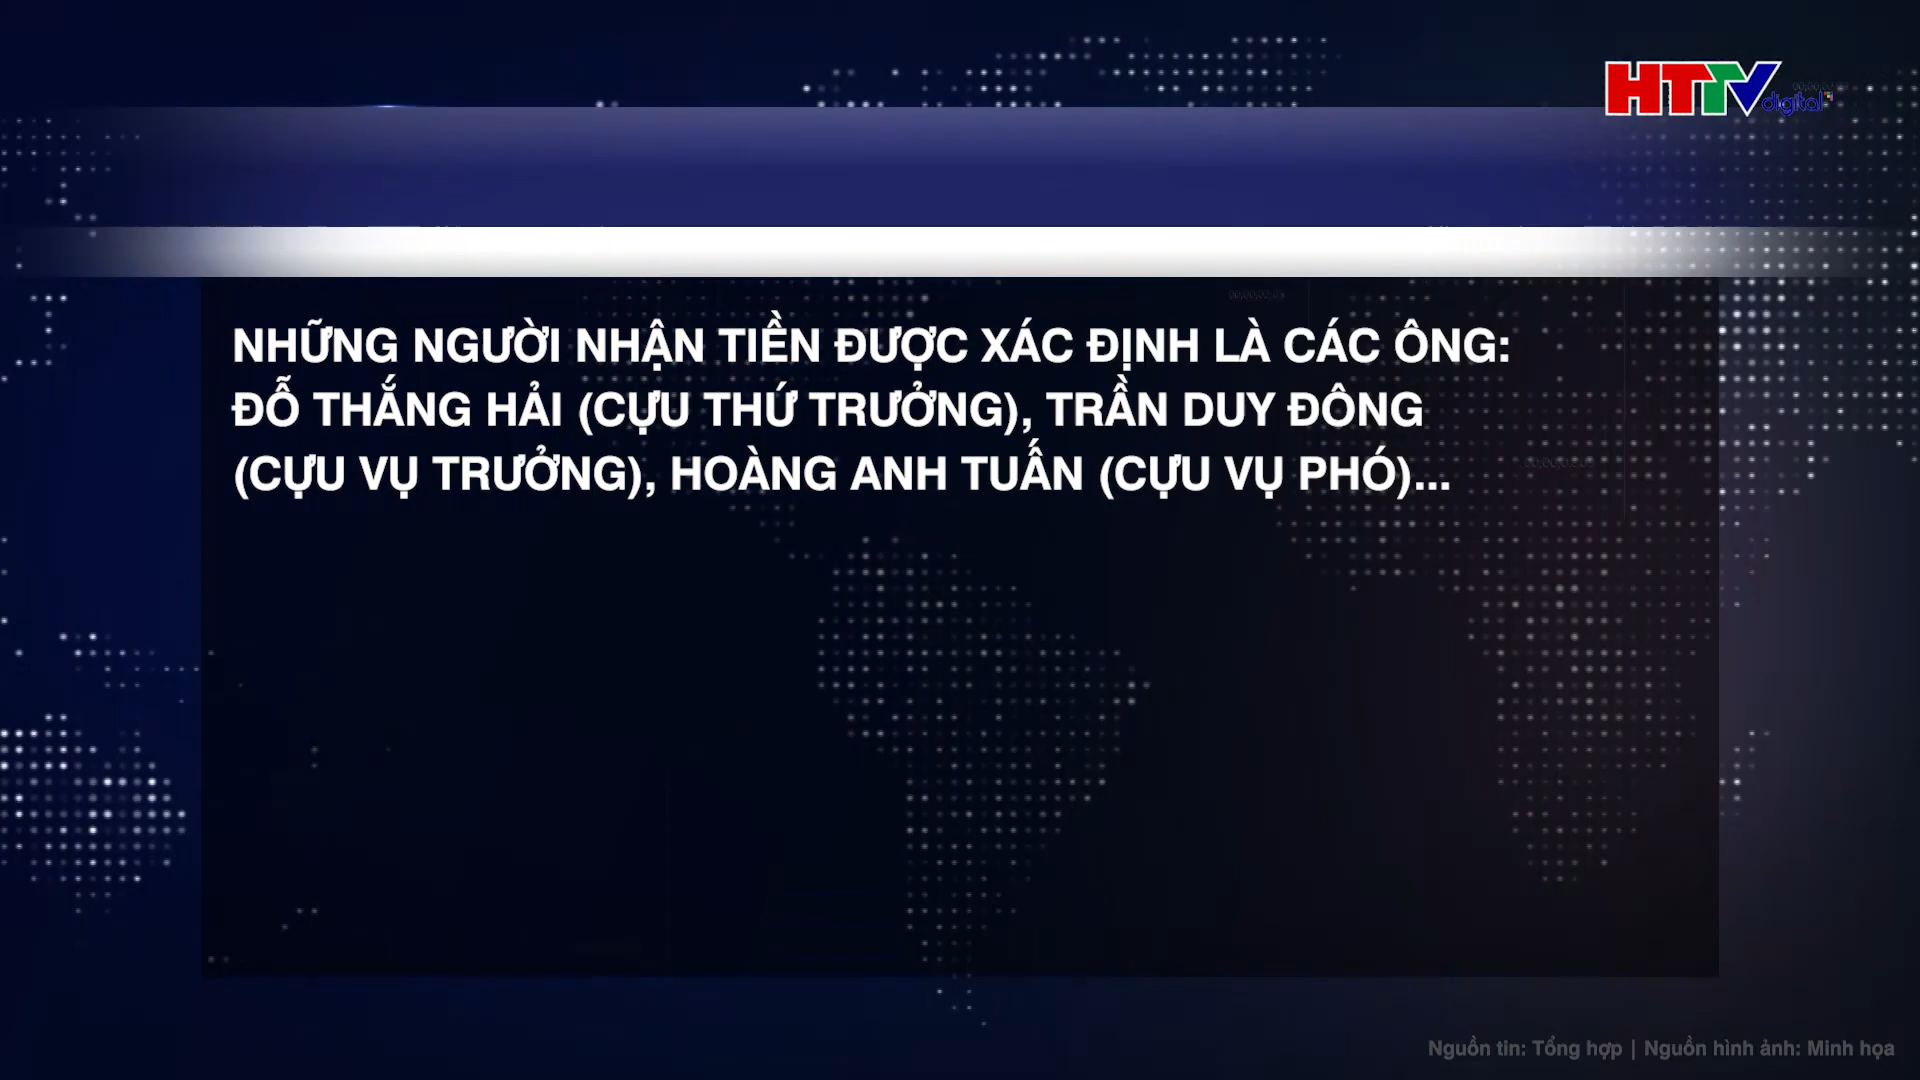 HTTV
digital
NHỮNG NGƯỜI NHẬN TIỀN ĐƯỢC XÁC ĐỊNH LÀ CÁC ÔNG:
ĐỖ THẮNG HẢI (CỰU THỨ TRƯỞNG), TRẦN DUY ĐÔNG
(CỰU VỤ TRƯỞNG), HOÀNG ANH TUẤN (CỰU VỤ PHÓ)...
Nguồn tin: Tổng hợp | Nguồn hình ảnh: Minh họa